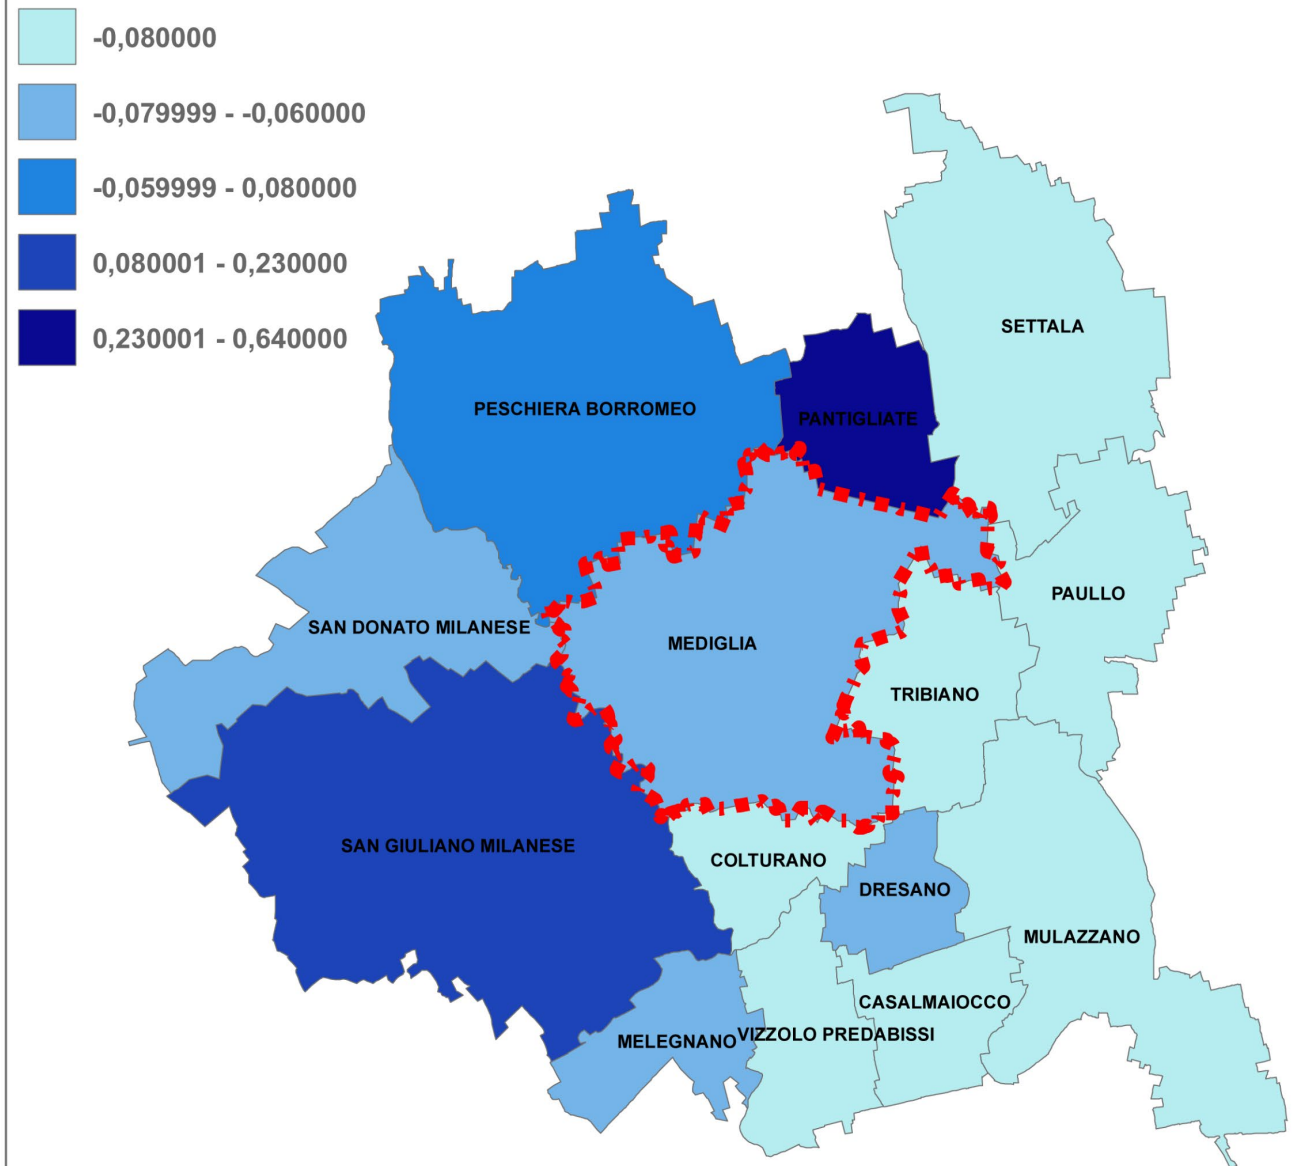 -0,080000
-0,079999 - -0,060000
-0,059999 - 0,080000
0,080001 - 0,230000
0,230001 - 0,640000
SETTALA
PESCHIERA BORROMEO
PANTIGLIATE
PAULLO
SAN DONATO MILANESE
MEDIGLIA
TRIBIANO
SAN GIULIANO MILANESE
COLTURANO
DRESANO
MULAZZANO
CASALMAIOCCO
MELEGNANO
VIZZOLO PREDABISSI